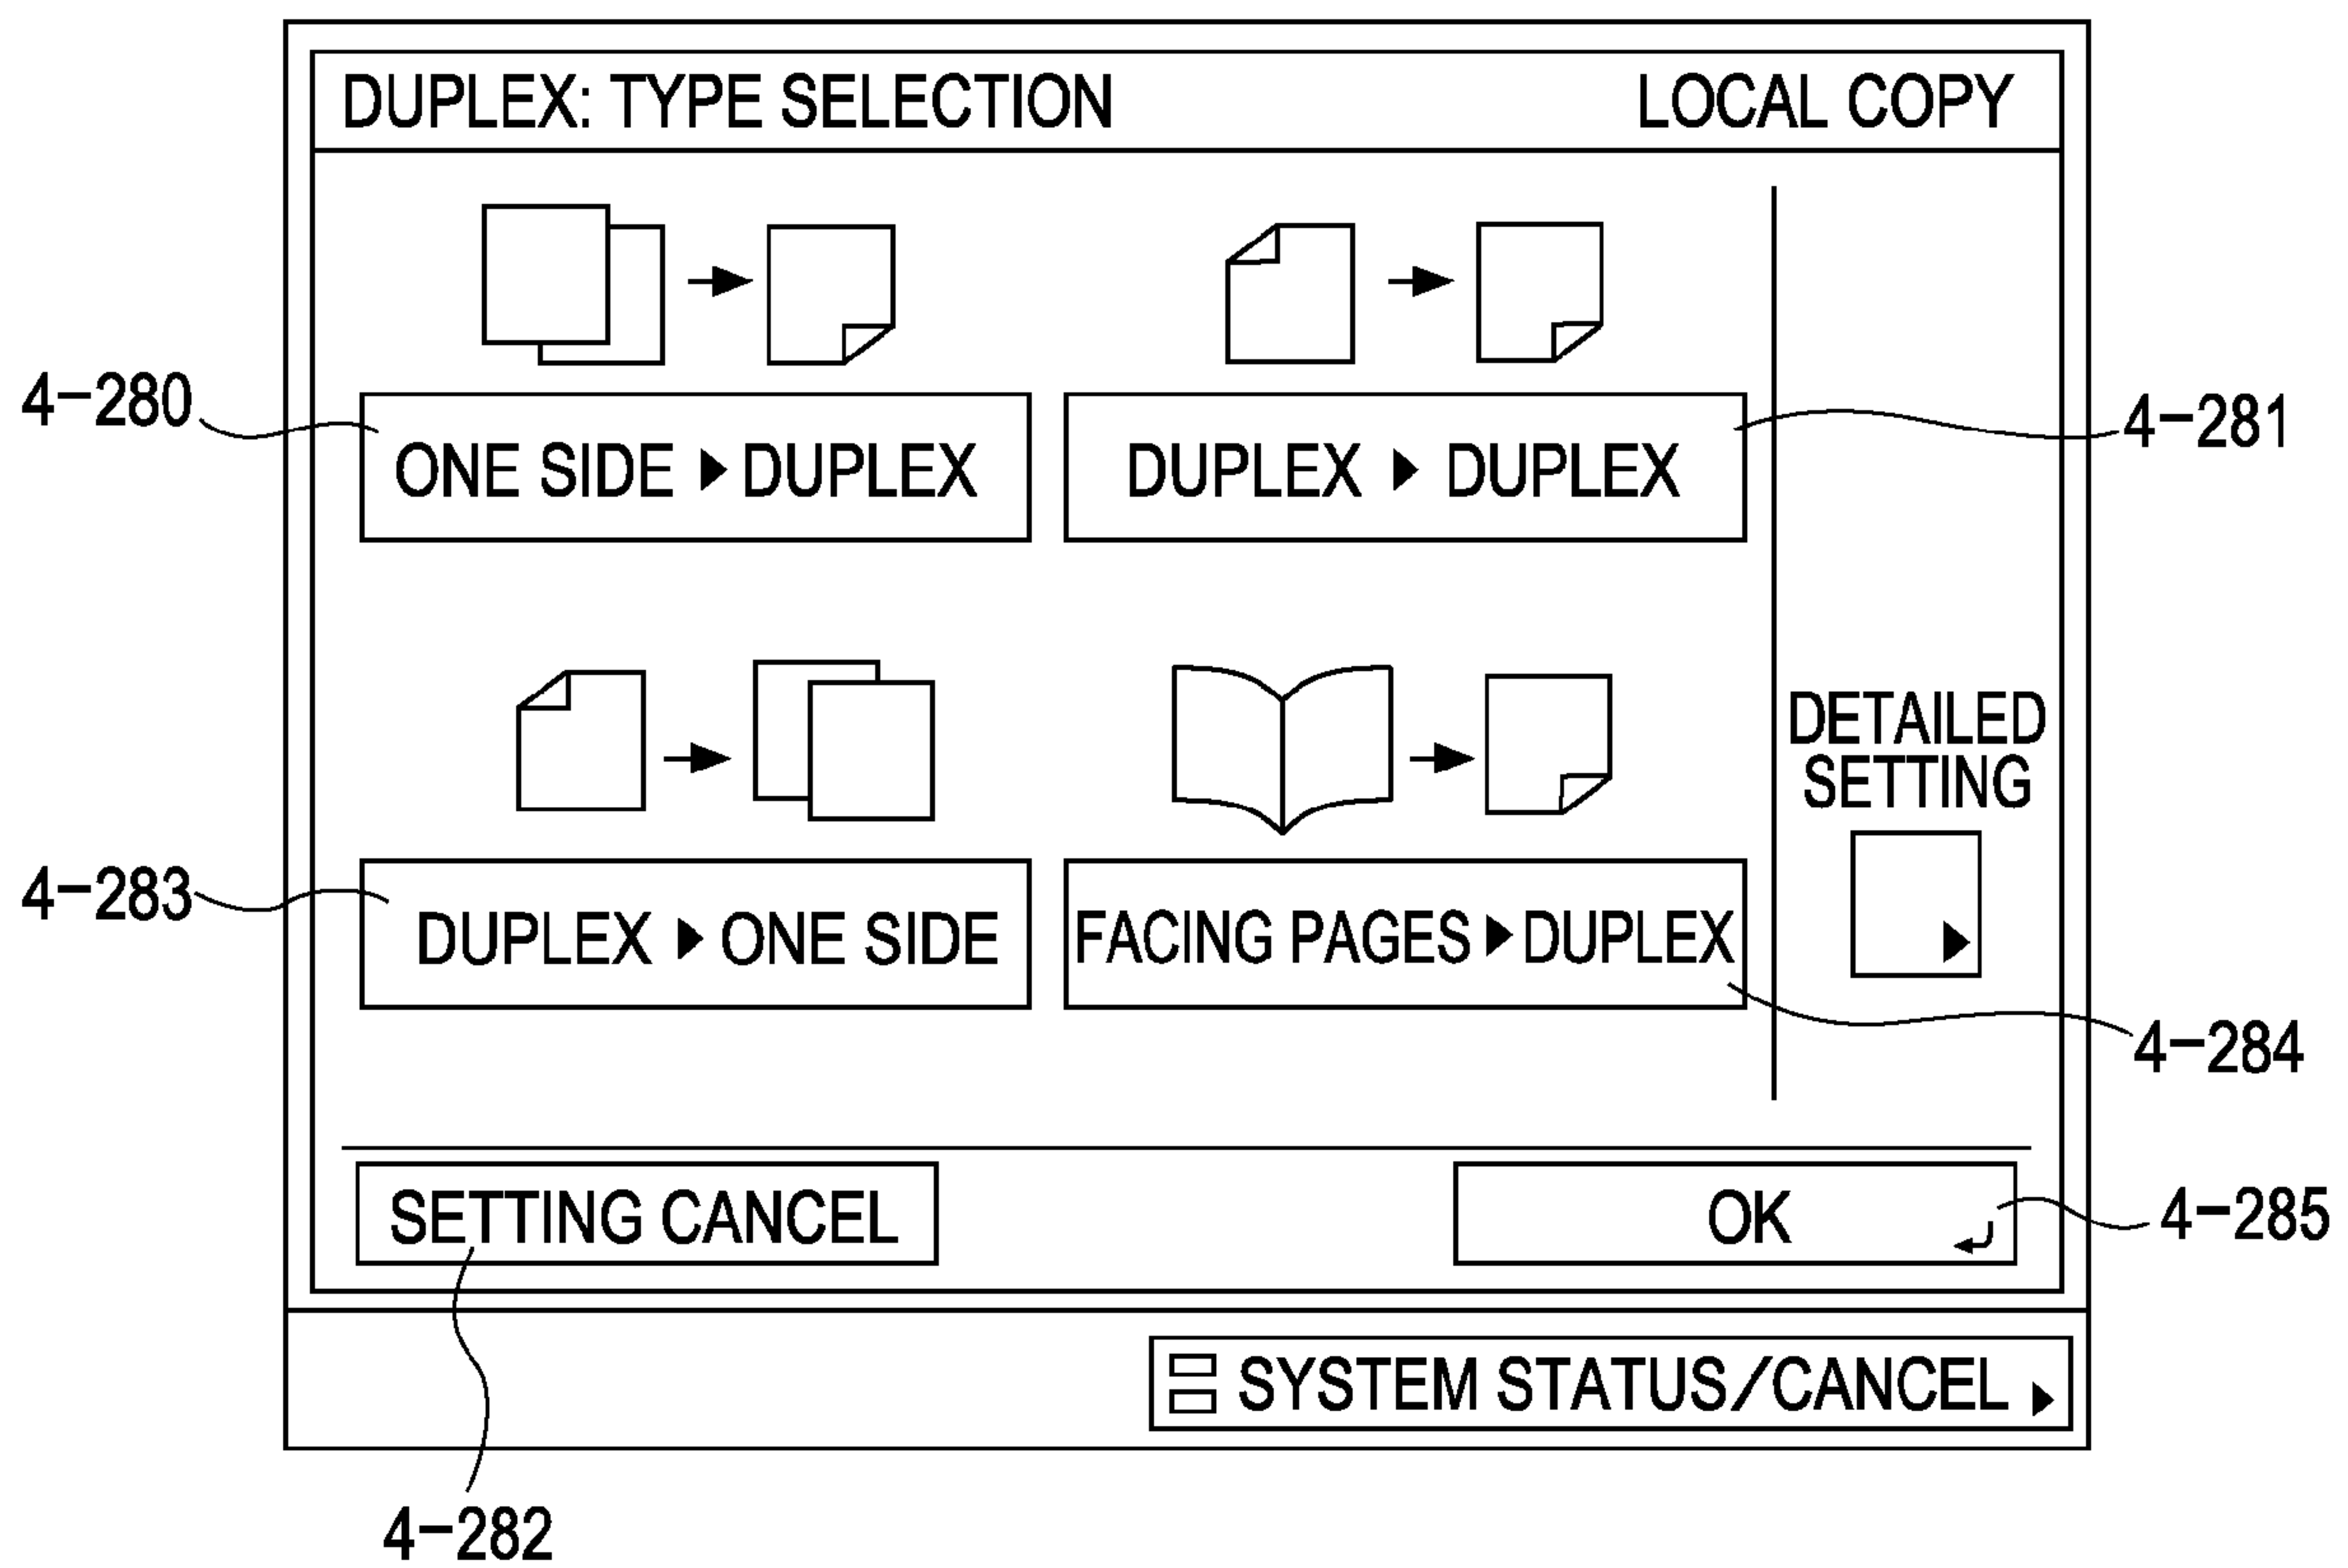 DUPLEX: TYPE SELECTION LOCAL COPY
4-280
ONE SIDE ▶ DUPLEX
DUPLEX ▶ DUPLEX
4-281
DETAILED
SETTING
4-283
DUPLEX ▶ ONE SIDE
FACING PAGES ▶ DUPLEX
4-284
SETTING CANCEL
OK
4-285
SYSTEM STATUS/CANCEL ▶
4-282